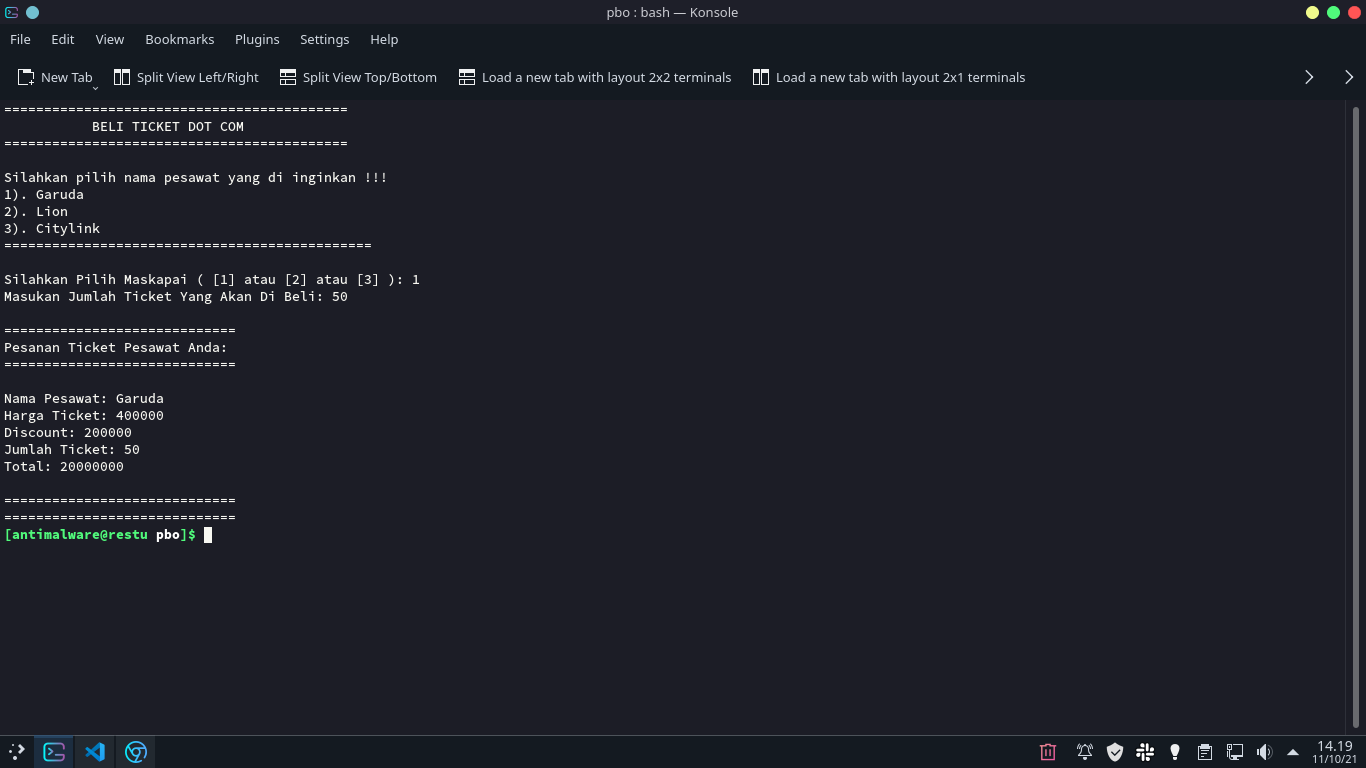 pbo : bash — Konsole
File Edit View Bookmarks Plugins Settings Help
New Tab Split View Left/Right Split View Top/Bottom Load a new tab with layout 2x2 terminals Load a new tab with layout 2x1 terminals
===========================================
BELI TICKET DOT COM
===========================================
Silahkan pilih nama pesawat yang di inginkan !!!
1). Garuda
2). Lion
3). Citylink
==============================================
Silahkan Pilih Maskapai ( [1] atau [2] atau [3] ): 1
Masukan Jumlah Ticket Yang Akan Di Beli: 50
=============================
Pesanan Ticket Pesawat Anda:
=============================
Nama Pesawat: Garuda
Harga Ticket: 400000
Discount: 200000
Jumlah Ticket: 50
Total: 20000000
=============================
=============================
[antimalware@restu pbo]$
14.19
11/10/21